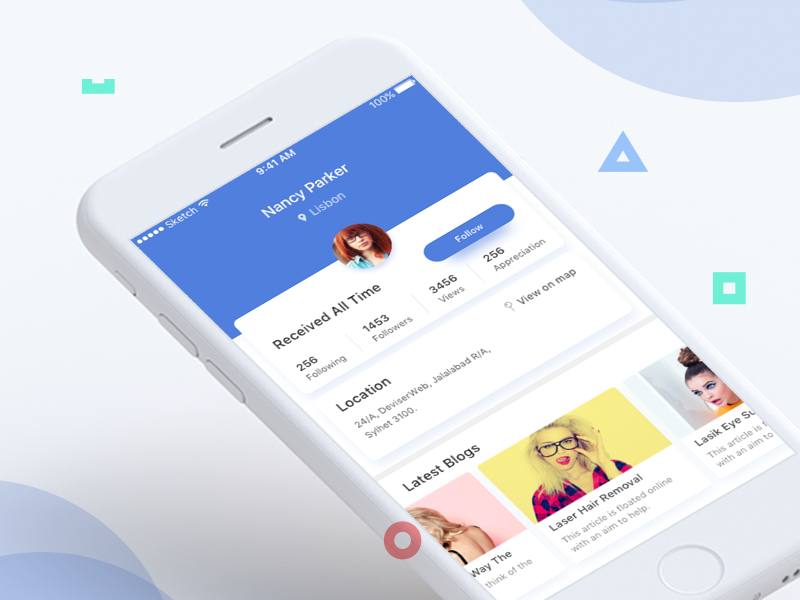 Sketch
9:41 AM
100%
Nancy Parker
Lisbon
Received All Time
Follow
256
Following
1453
Followers
3456
Views
256
Appreciation
Location
View on map
24/A, DeviserWeb, Jalalabad R/A,
Sylhet 3100.
Latest Blogs
Way The
think of the
Laser Hair Removal
This article is floated online
with an aim to help.
Lasik Eye Su
This article is f
with an aim to